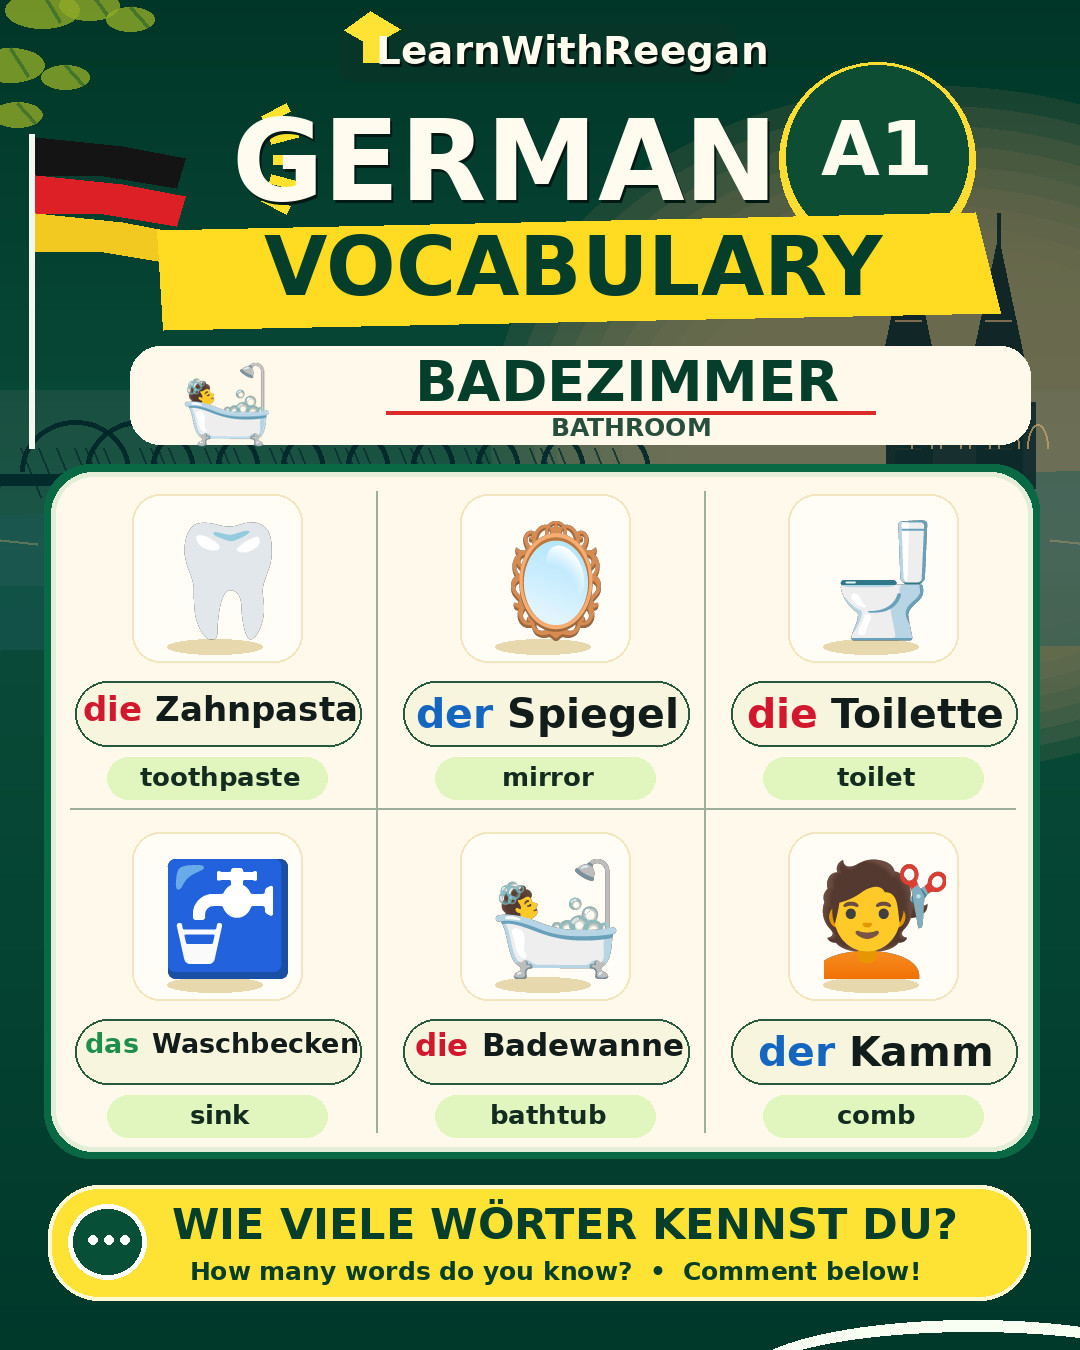 LearnWithReegan
GERMAN
A1
VOCABULARY
BADEZIMMER
BATHROOM
die Zahnpasta
der Spiegel
die Toilette
toothpaste
mirror
toilet
das Waschbecken
die Badewanne
der Kamm
sink
bathtub
comb
WIE VIELE WÖRTER KENNST DU?
How many words do you know? • Comment below!